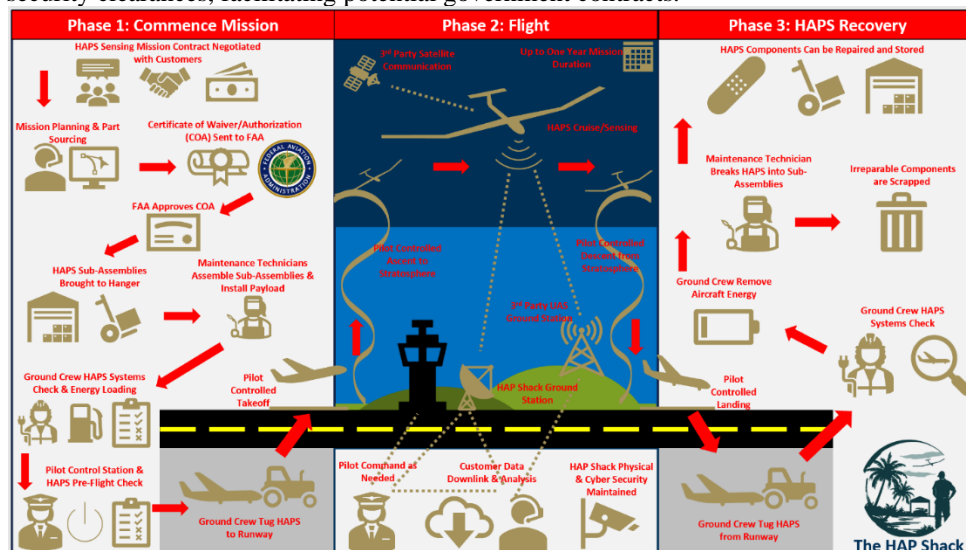 security clearances, facilitating potential government contracts.
Phase 1: Commence Mission
HAPS Sensing Mission Contract Negotiated
with Customers
Mission Planning & Part
Sourcing
Certificate of Waiver/Authorization
(COA) Sent to FAA
FEDERAL AVIATION
ADMINISTRATION
FAA Approves COA
HAPS Sub-Assemblies
Brought to Hanger
Maintenance Technicians
Assemble Sub-Assemblies &
Install Payload
Ground Crew HAPS Systems
Check & Energy Loading
Pilot
Controlled
Takeoff
Pilot Control Station &
HAPS Pre-Flight Check
Ground Crew Tug HAPS
to Runway
Phase 2: Flight
3rd Party Satellite
Communication
Up to One Year Mission
Duration
HAPS Cruise/Sensing
Pilot Controlled
Ascent to
Stratosphere
Pilot Controlled
Descent from
Stratosphere
3rd Party UAS
Ground Station
HAP Shack Ground
Station
Pilot Command as
Needed
Customer Data
Downlink & Analysis
HAP Shack Physical
& Cyber Security
Maintained
Phase 3: HAPS Recovery
HAPS Components Can be Repaired and Stored
Maintenance Technician
Breaks HAPS into Sub-
Assemblies
Irreparable Components
are Scrapped
Ground Crew Remove
Aircraft Energy
Ground Crew HAPS
Systems Check
Pilot
Controlled
Landing
Ground Crew Tug HAPS
from Runway
The HAP Shack